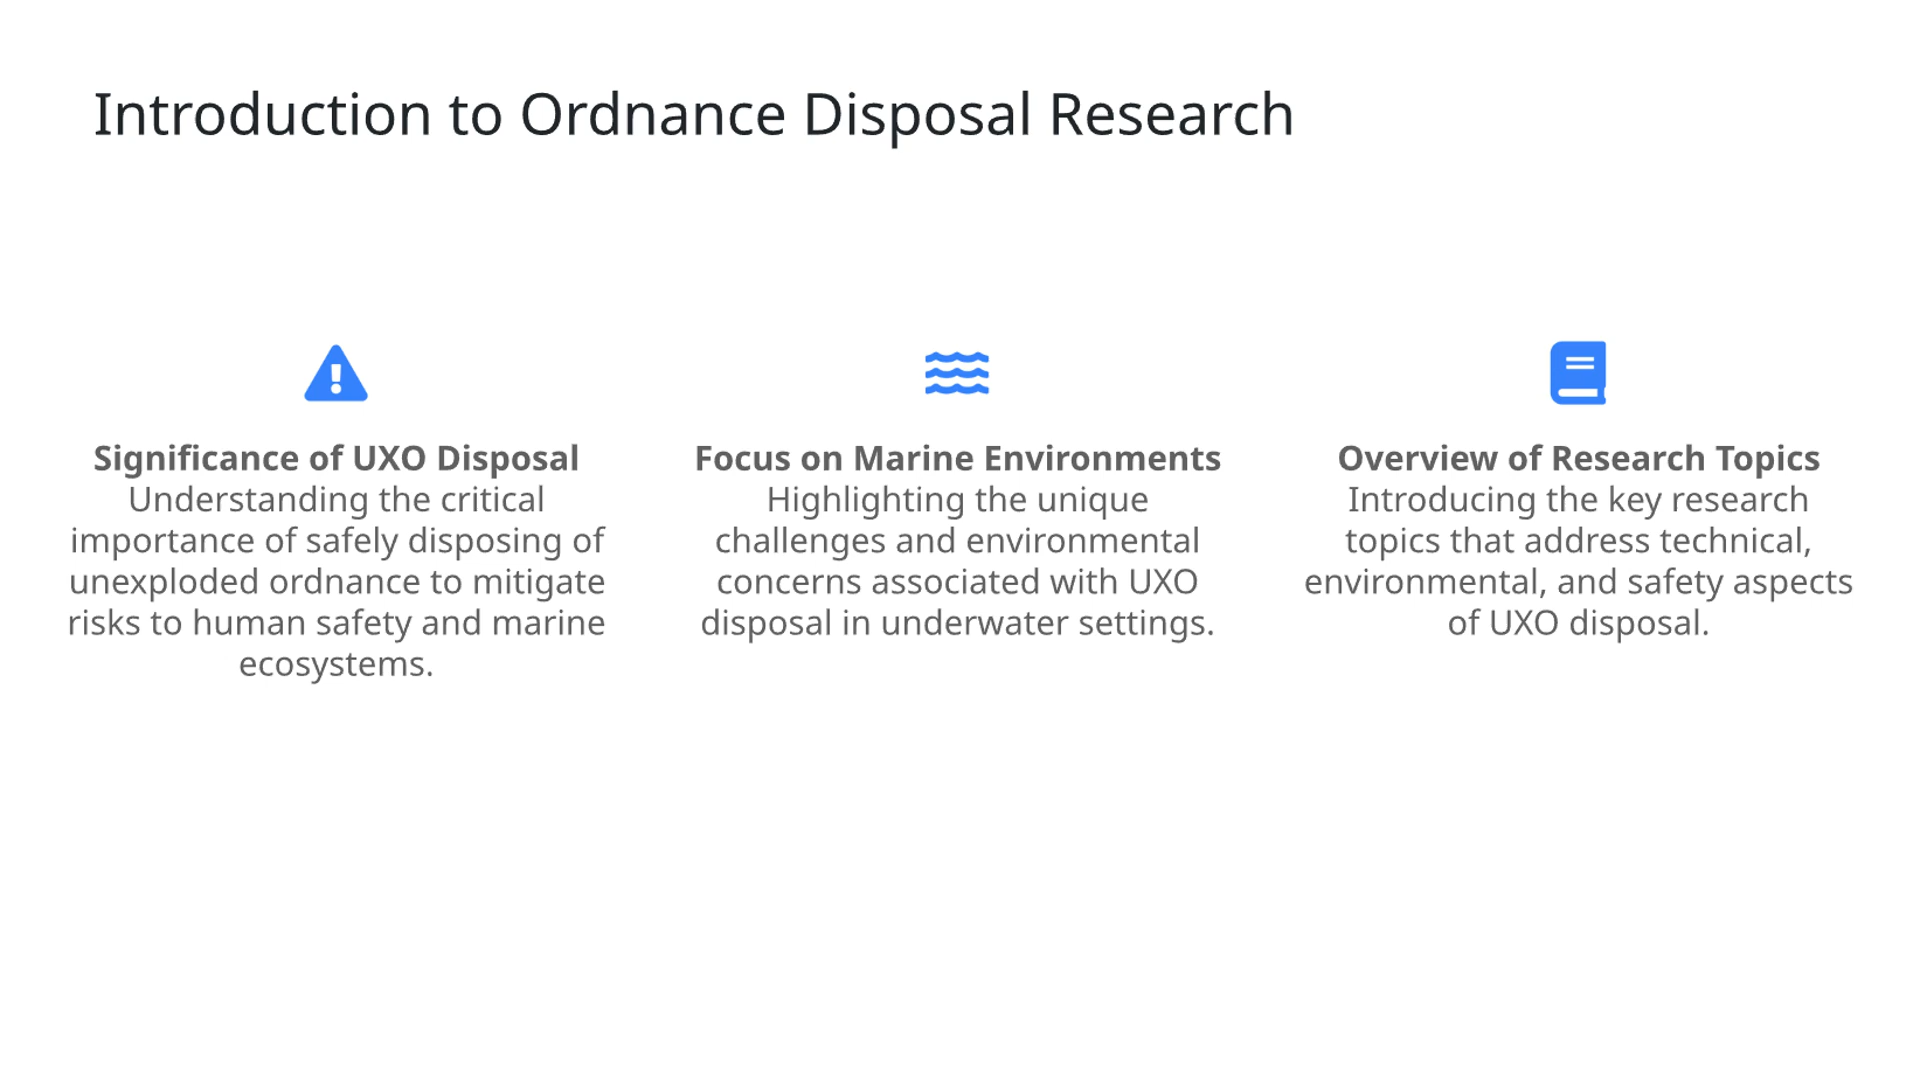 Introduction to Ordnance Disposal Research
Significance of UXO Disposal
Understanding the critical
importance of safely disposing of
unexploded ordnance to mitigate
risks to human safety and marine
ecosystems.
Focus on Marine Environments
Highlighting the unique
challenges and environmental
concerns associated with UXO
disposal in underwater settings.
Overview of Research Topics
Introducing the key research
topics that address technical,
environmental, and safety aspects
of UXO disposal.